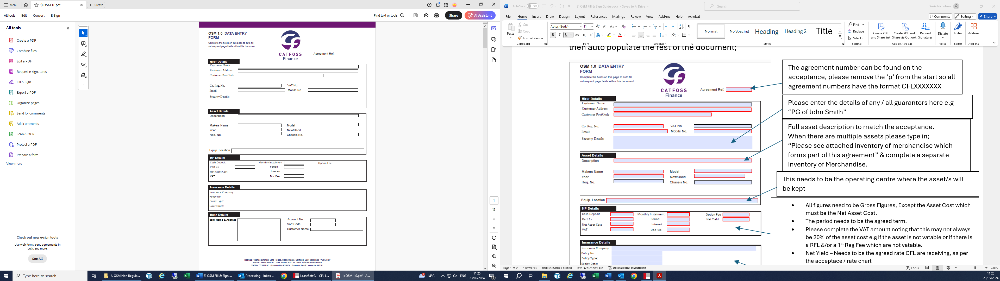 Menu
1) OSM 1.0.pdf
Create
All tools
Edit
Convert
E-Sign
Find text or tools
Share
AI Assistant
All tools
Create a PDF
Combine files
Edit a PDF
Request e-signatures
Fill & Sign
Export a PDF
Organize pages
Send for comments
Add comments
Scan & OCR
Protect a PDF
Prepare a form
View more
Check out new e-sign tools
Use web forms, send agreements in
bulk, and more.
See All
OSM 1.0 DATA ENTRY
FORM
Complete the fields on this page to auto fill
subsequent page fields within this document.
CATFOSS
Finance
Agreement Ref.
Hirer Details
Customer Name
Customer Address
Customer PostCode
Co. Reg. No.
VAT No.
Email:
Mobile No.
Security Details:
Asset Details
Description
Makers Name
Model
Year
New/Used
Reg. No.
Chassis No.
Equip. Location
HP Details
Cash Deposit
Monthly Instalment
Option Fee
Part Ex
Period
Net Asset Cost
Interest
VAT
Doc Fee
Insurance Details
Insurance Company:
Policy No:
Policy Type:
Expiry Date:
Bank Details
Bank Name & Address
Account No.
Sort Code
Customer Name
Catfoss Finance Limited, Elite House, Spellowgate, Driffield, East Yorkshire YO25 5UP
Phone: 08456 800710 Fax: 08456 800720 Web: catfossfinance.com
1
12
AutoSave
Off
3) OSM Fill & Sign Guide.docx • Saved to P: Drive
Search
Susie Nicholson
File
Home
Insert
Draw
Design
Layout
References
Mailings
Review
View
Add-ins
Help
Acrobat
Comments
Editing
Share
Paste
Cut
Copy
Format Painter
Clipboard
Aptos (Body)
11
Font
Paragraph
Normal
No Spacing
Heading
Heading 2
Title
Styles
Find
Replace
Select
Editing
Create PDF
and Share link
Create PDF and
Share via Outlook
Request
Signatures
Adobe Acrobat
Dictate
Voice
Editor
Editor
Add-ins
Add-ins
then auto populate the rest of the document;
OSM 1.0 DATA ENTRY
FORM
Complete the fields on this page to auto fill
subsequent page fields within this document.
CATFOSS
Finance
Agreement Ref.
Hirer Details
Customer Name
Customer Address
Customer PostCode
Co. Reg. No.
VAT No.
Email:
Mobile No.
Security Details:
Asset Details
Description
Makers Name
Model
Year
New/Used
Reg. No.
Chassis No.
Equip. Location
HP Details
Cash Deposit
Monthly Instalment
Option Fee
Part Ex
Period
Net Yield
Net Asset Cost
Interest
VAT
Doc Fee
Insurance Details
Insurance Company:
Policy No:
Policy Type:
Expiry Date:
The agreement number can be found on the
acceptance, please remove the ‘p’ from the start so all
agreement numbers have the format CFLXXXXXXX
Please enter the details of any / all guarantors here e.g
“PG of John Smith”
Full asset description to match the acceptance.
When there are multiple assets please type in;
“Please see attached inventory of merchandise which
forms part of this agreement” & complete a separate
Inventory of Merchandise.
This needs to be the operating centre where the asset/s will
be kept
• All figures need to be Gross Figures, Except the Asset Cost which
must be the Net Asset Cost.
• The period needs to be the agreed term.
• Please complete the VAT amount noting that this may not always
be 20% of the asset cost e.g if the asset is not vatable or if there is
a RFL &/or a 1st Reg Fee which are not vatable.
• Net Yield – Needs to be the agreed rate CFL are receiving, as per
the acceptace / rate chart
Page 1 of 2
440 words
English (United States)
Text Predictions: On
Accessibility: Investigate
Focus
228%
Type here to search
4. OSM Non Regula...
3) OSM Fill & Sign ...
Processing - Inbox ...
LeaseSoft© - CFL L...
1) OSM 1.0.pdf - A...
14°C
ENG
11:25
23/05/2024
11:25
23/05/2024